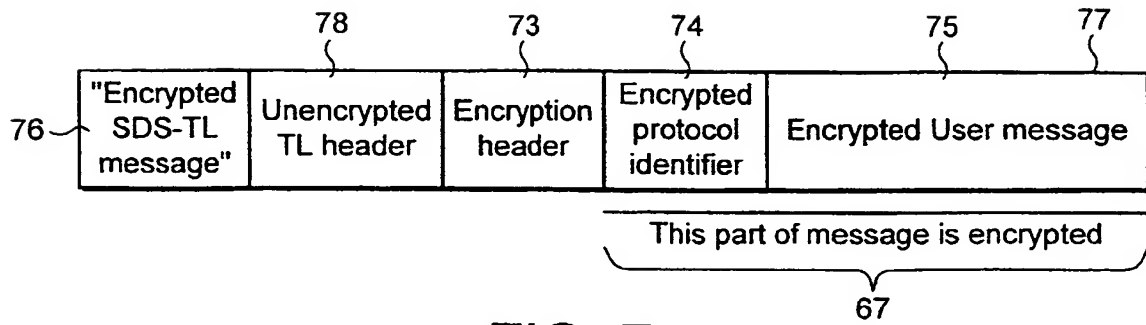 78
73
74
75
77
76
"Encrypted
SDS-TL
message"
Unencrypted
TL header
Encryption
header
Encrypted
protocol
identifier
Encrypted User message
This part of message is encrypted
67